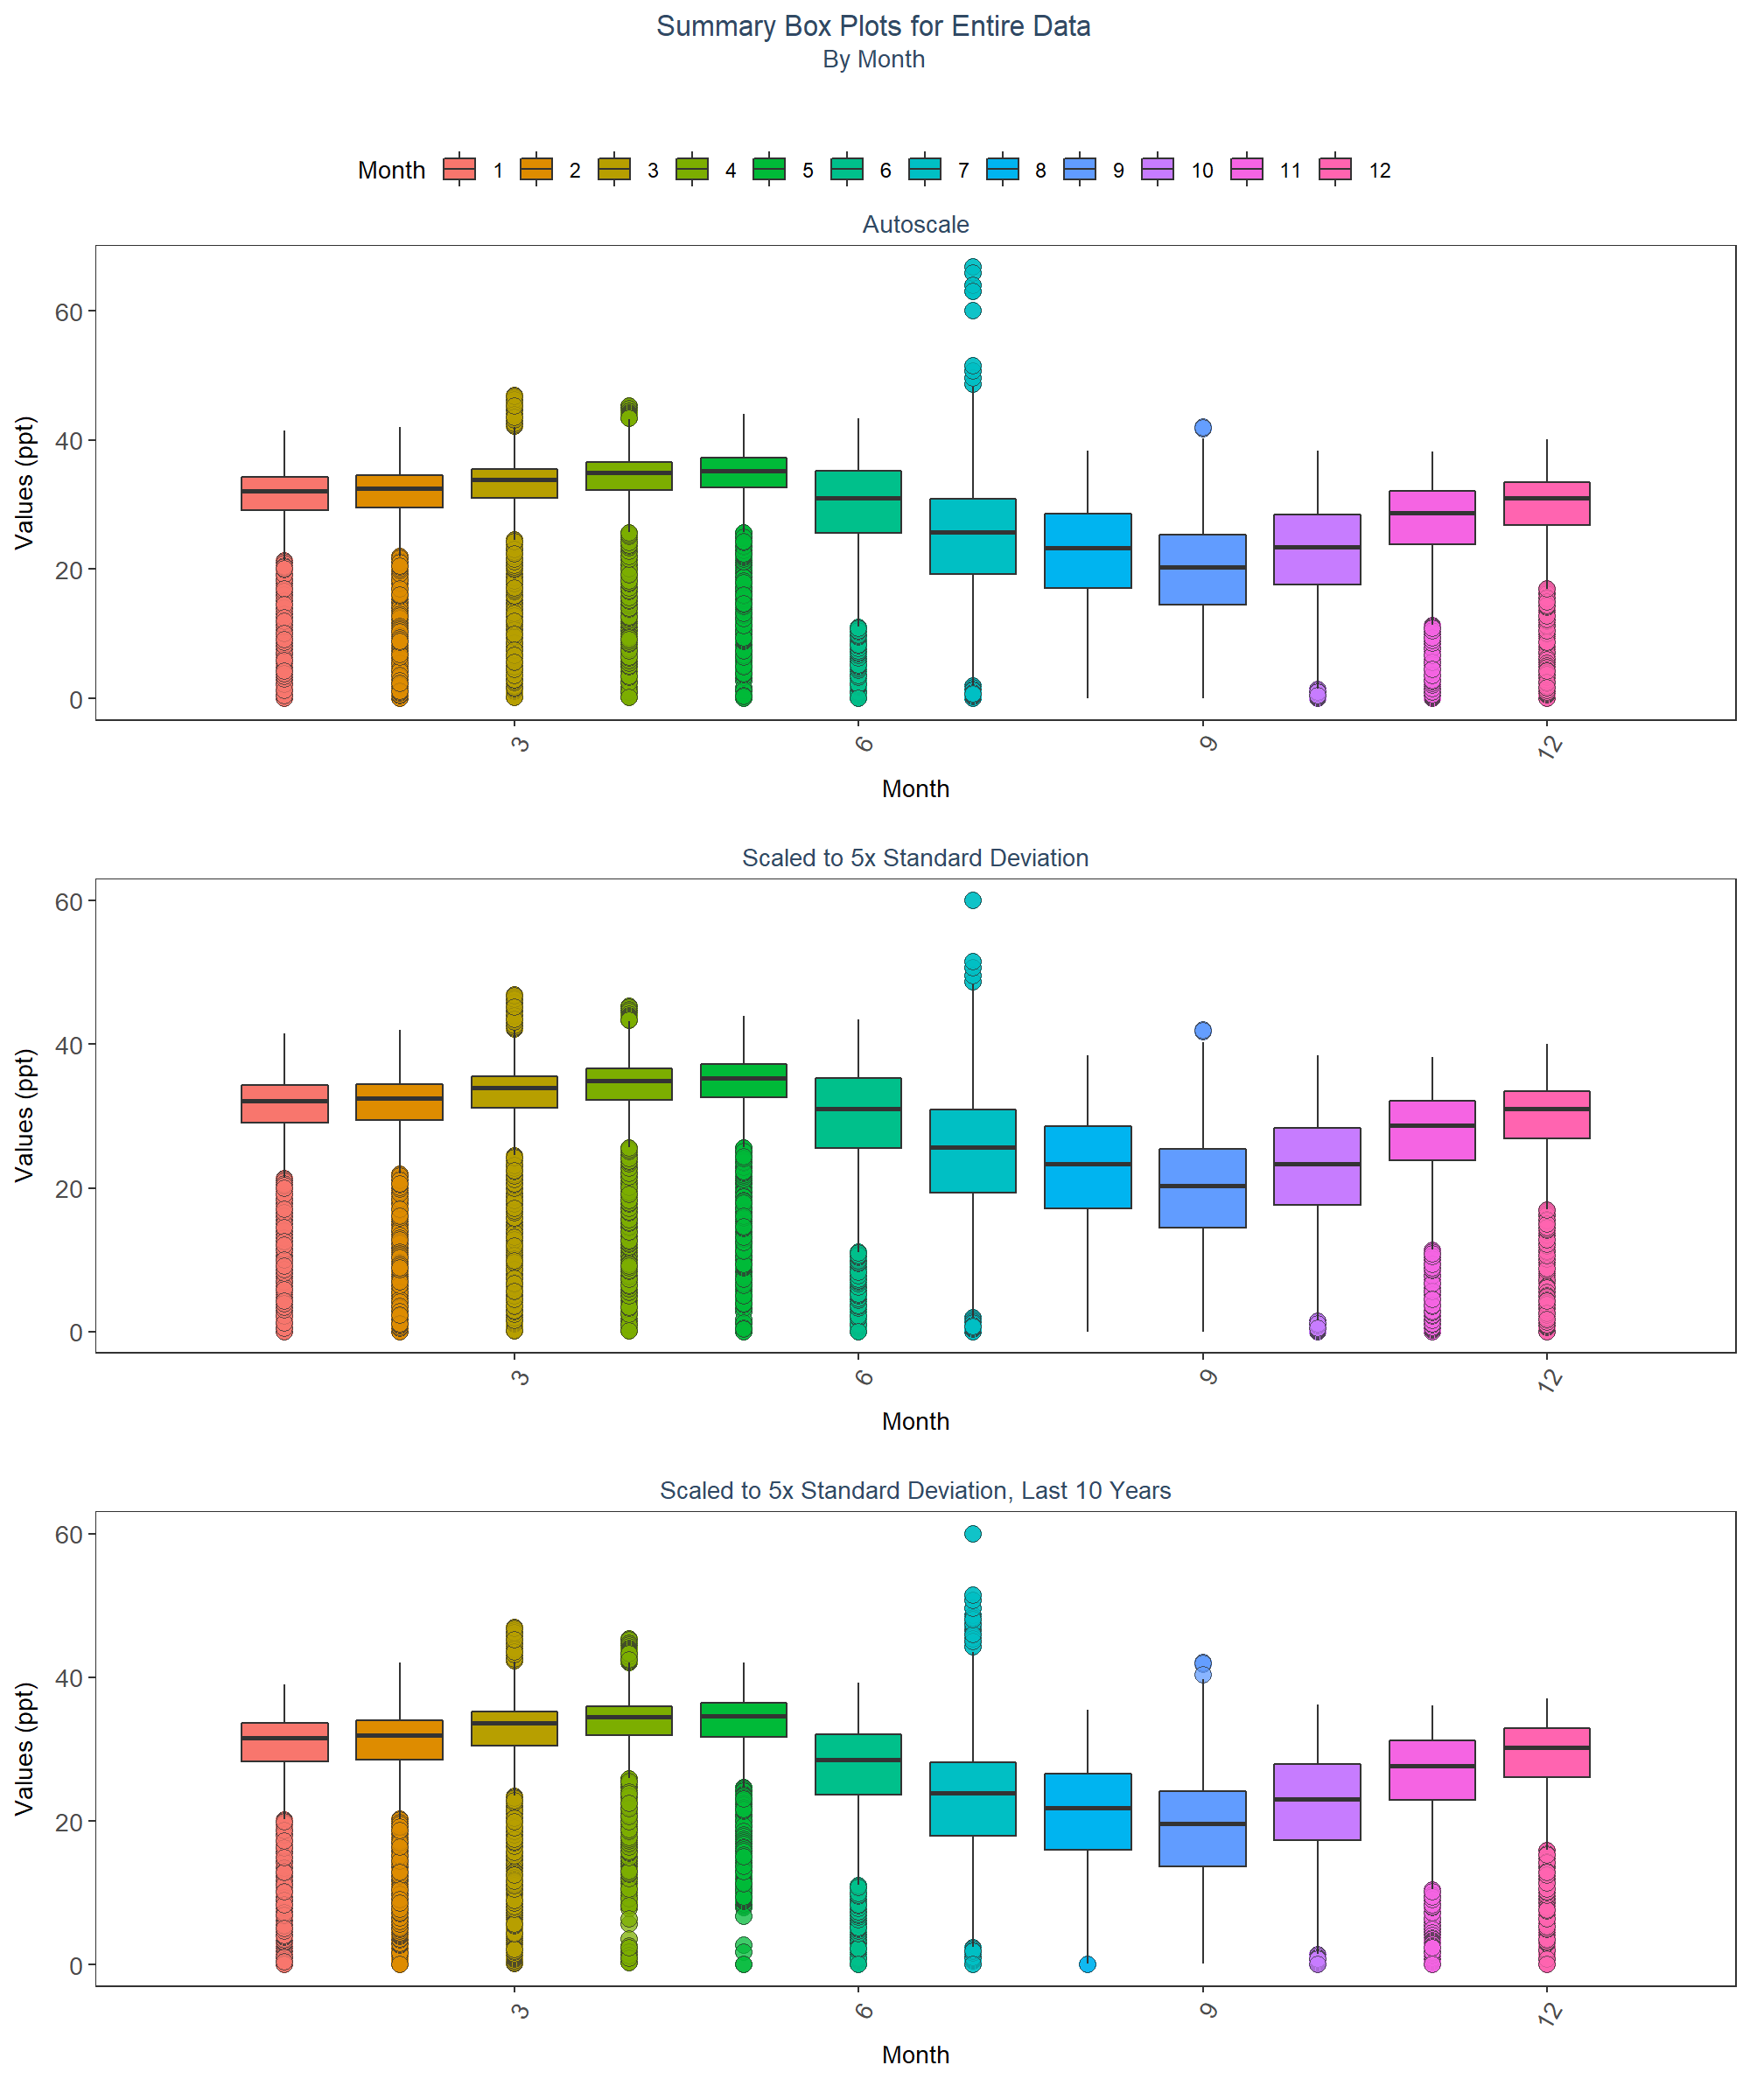 Summary Box Plots for Entire Data
By Month
Month 1 2 3 4 5 6 7 8 9 10 11 12
Autoscale
Values (ppt)
60
40
20
0
3 6 9 12
Month
Scaled to 5x Standard Deviation
Values (ppt)
60
40
20
0
3 6 9 12
Month
Scaled to 5x Standard Deviation, Last 10 Years
Values (ppt)
60
40
20
0
3 6 9 12
Month